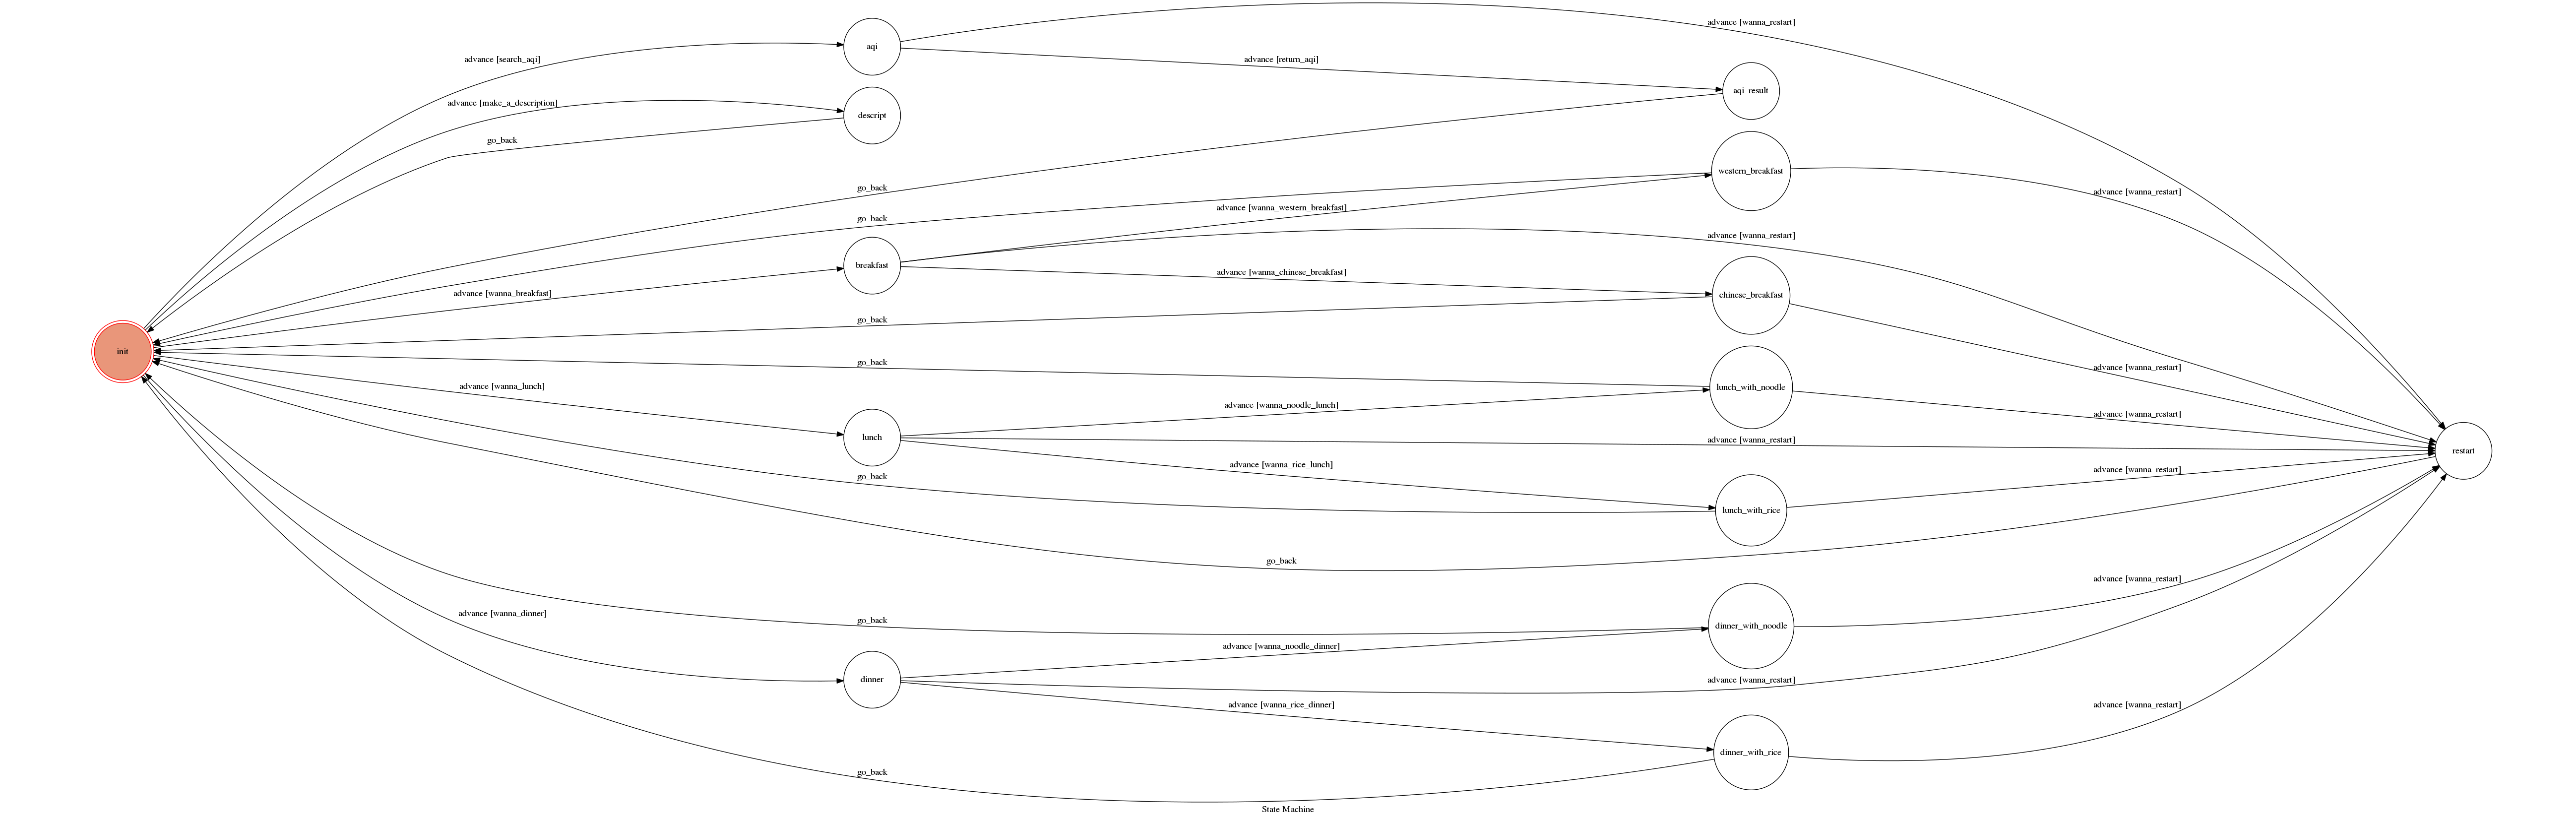 advance [wanna_restart]
aqi
advance [search_aqi]
advance [return_aqi]
aqi_result
advance [make_a_description]
descript
go_back
western_breakfast
go_back
advance [wanna_restart]
advance [wanna_western_breakfast]
go_back
advance [wanna_restart]
breakfast
advance [wanna_chinese_breakfast]
advance [wanna_breakfast]
chinese_breakfast
go_back
init
go_back
advance [wanna_restart]
advance [wanna_lunch]
lunch_with_noodle
advance [wanna_noodle_lunch]
advance [wanna_restart]
lunch
advance [wanna_restart]
restart
advance [wanna_rice_lunch]
advance [wanna_restart]
go_back
lunch_with_rice
go_back
advance [wanna_restart]
advance [wanna_dinner]
go_back
dinner_with_noodle
advance [wanna_noodle_dinner]
dinner
advance [wanna_restart]
advance [wanna_rice_dinner]
advance [wanna_restart]
dinner_with_rice
go_back
State Machine